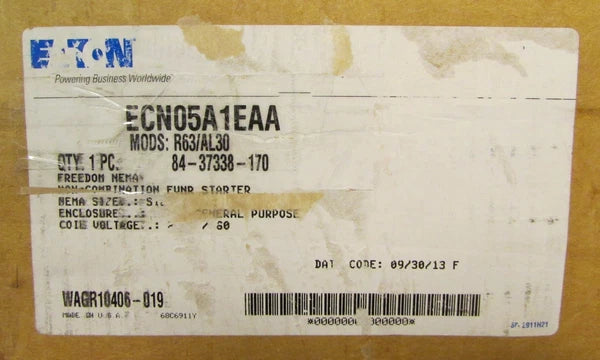 EATON
Powering Business Worldwide
ECN05A1EAA
MODS: R63/AL30
QTY: 1 PC. 84-37338-170
FREEDOM NEMA
NON-COMBINATION FVNR STARTER
NEMA SIZE
ENCLOSURE GENERAL PURPOSE
COIL VOLTAGE / 60
DATE CODE: 09/30/13 F
WAGR10406-019
MADE IN U.S.A. 68C6911Y